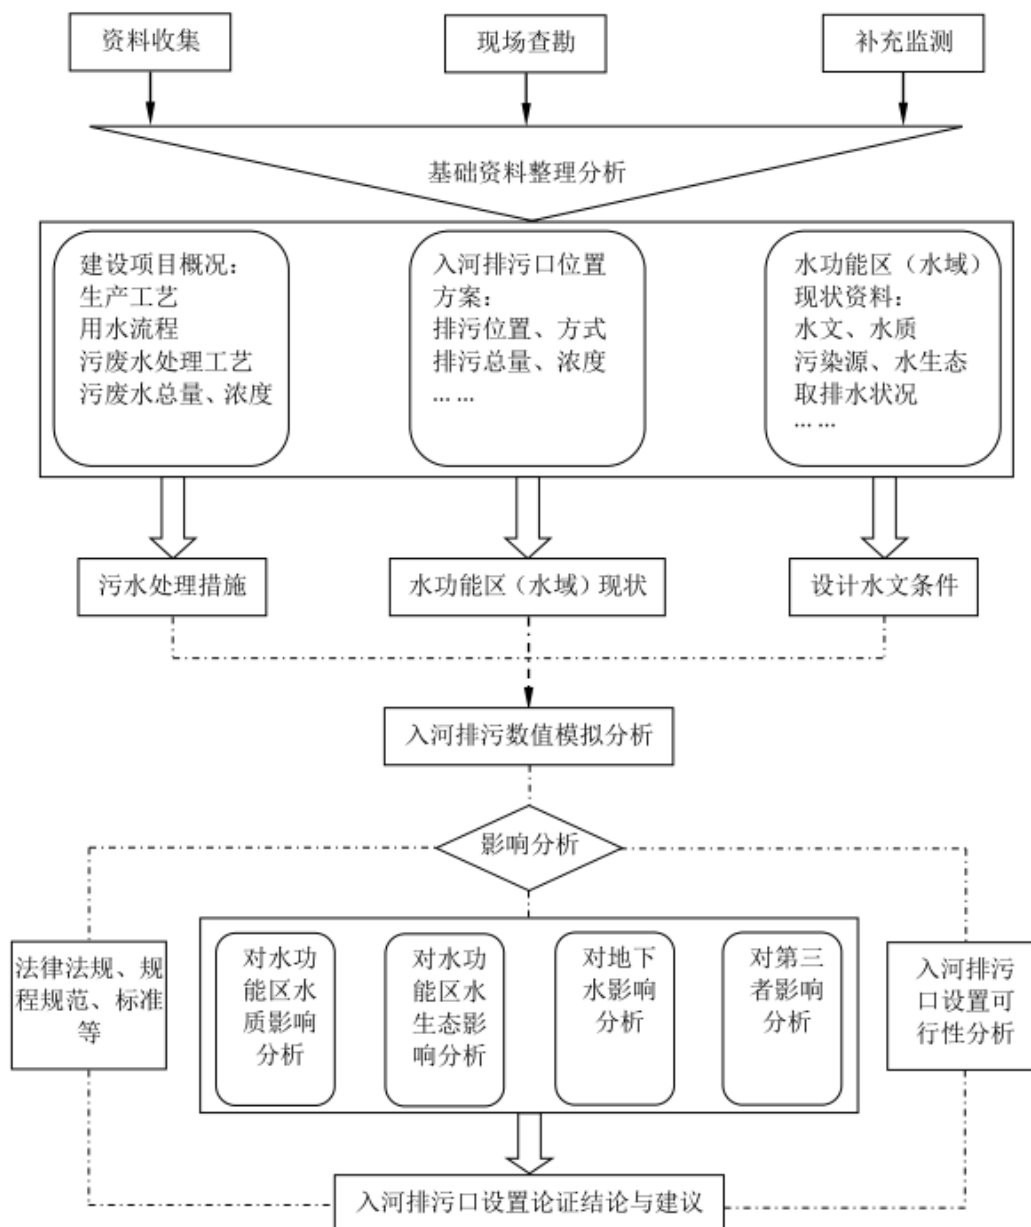 资料收集
现场查勘
补充监测
基础资料整理分析
建设项目概况：
生产工艺
用水流程
污废水处理工艺
污废水总量、浓度
入河排污口位置
方案：
排污位置、方式
排污总量、浓度
… …
水功能区（水域）
现状资料：
水文、水质
污染源、水生态
取排水状况
… …
污水处理措施
水功能区（水域）现状
设计水文条件
入河排污数值模拟分析
影响分析
法律法规、规
程规范、标准
等
对水功
能区水
质影响
分析
对水功
能区水
生态影
响分析
对地下
水影响
分析
对第三
者影响
分析
入河排污
口设置可
行性分析
入河排污口设置论证结论与建议